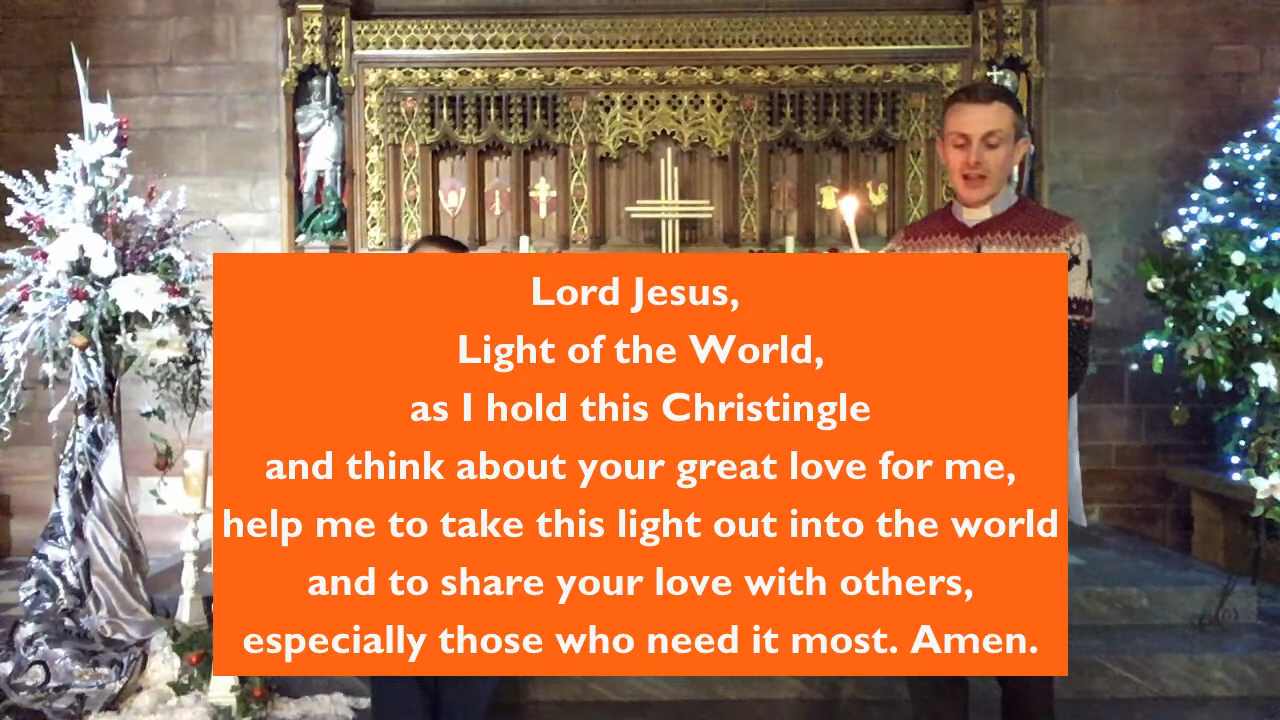 Lord Jesus,
Light of the World,
as I hold this Christingle
and think about your great love for me,
help me to take this light out into the world
and to share your love with others,
especially those who need it most. Amen.